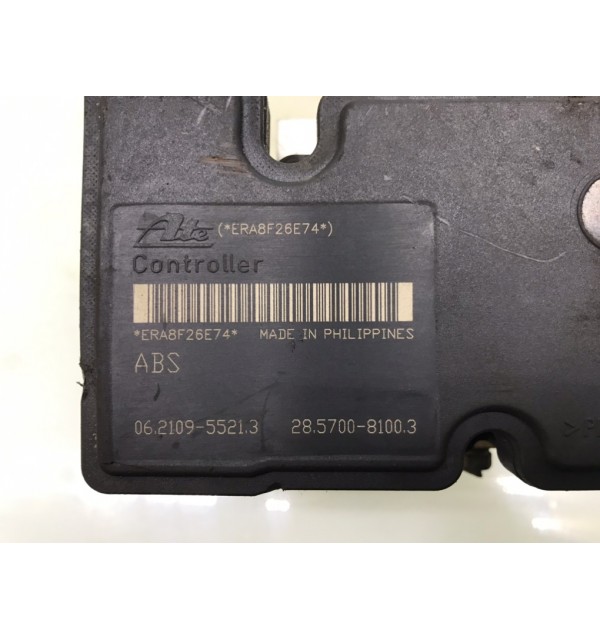 Ate (*ERA8F26E74*)
Controller
*ERA8F26E74* MADE IN PHILIPPINES
ABS
06.2109-5521.3 28.5700-8100.3
>P